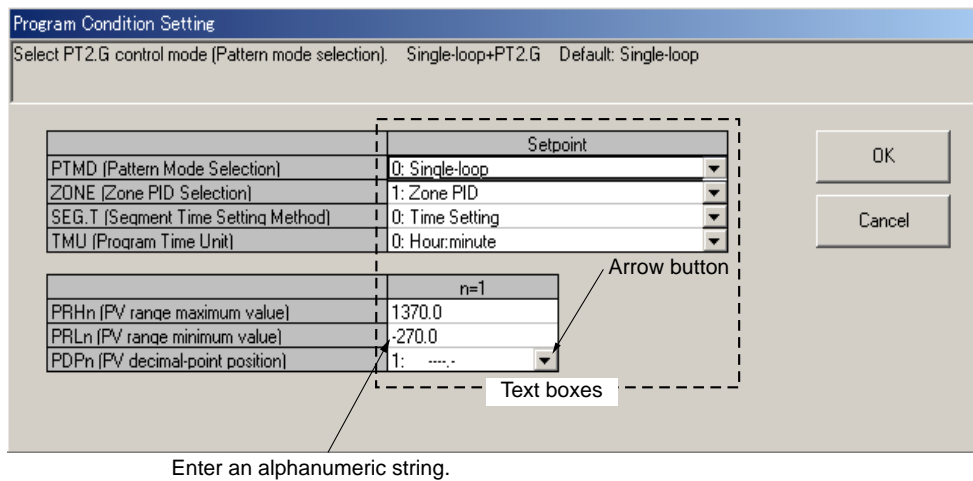 Program Condition Setting
Select PT2.G control mode (Pattern mode selection). Single-loop+PT2.G Default: Single-loop
Setpoint
PTMD (Pattern Mode Selection) 0: Single-loop
ZONE (Zone PID Selection) 1: Zone PID
SEG.T (Segment Time Setting Method) 0: Time Setting
TMU (Program Time Unit) 0: Hour:minute
OK
Cancel
Arrow button
n=1
PRHn (PV range maximum value) 1370.0
PRLn (PV range minimum value) -270.0
PDPn (PV decimal-point position) 1: ----.-
Text boxes
Enter an alphanumeric string.